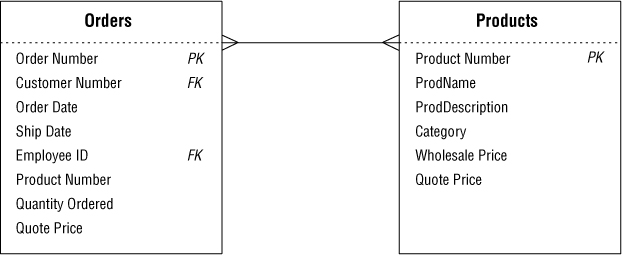 Orders
Order Number PK
Customer Number FK
Order Date
Ship Date
Employee ID FK
Product Number
Quantity Ordered
Quote Price
Products
Product Number PK
ProdName
ProdDescription
Category
Wholesale Price
Quote Price